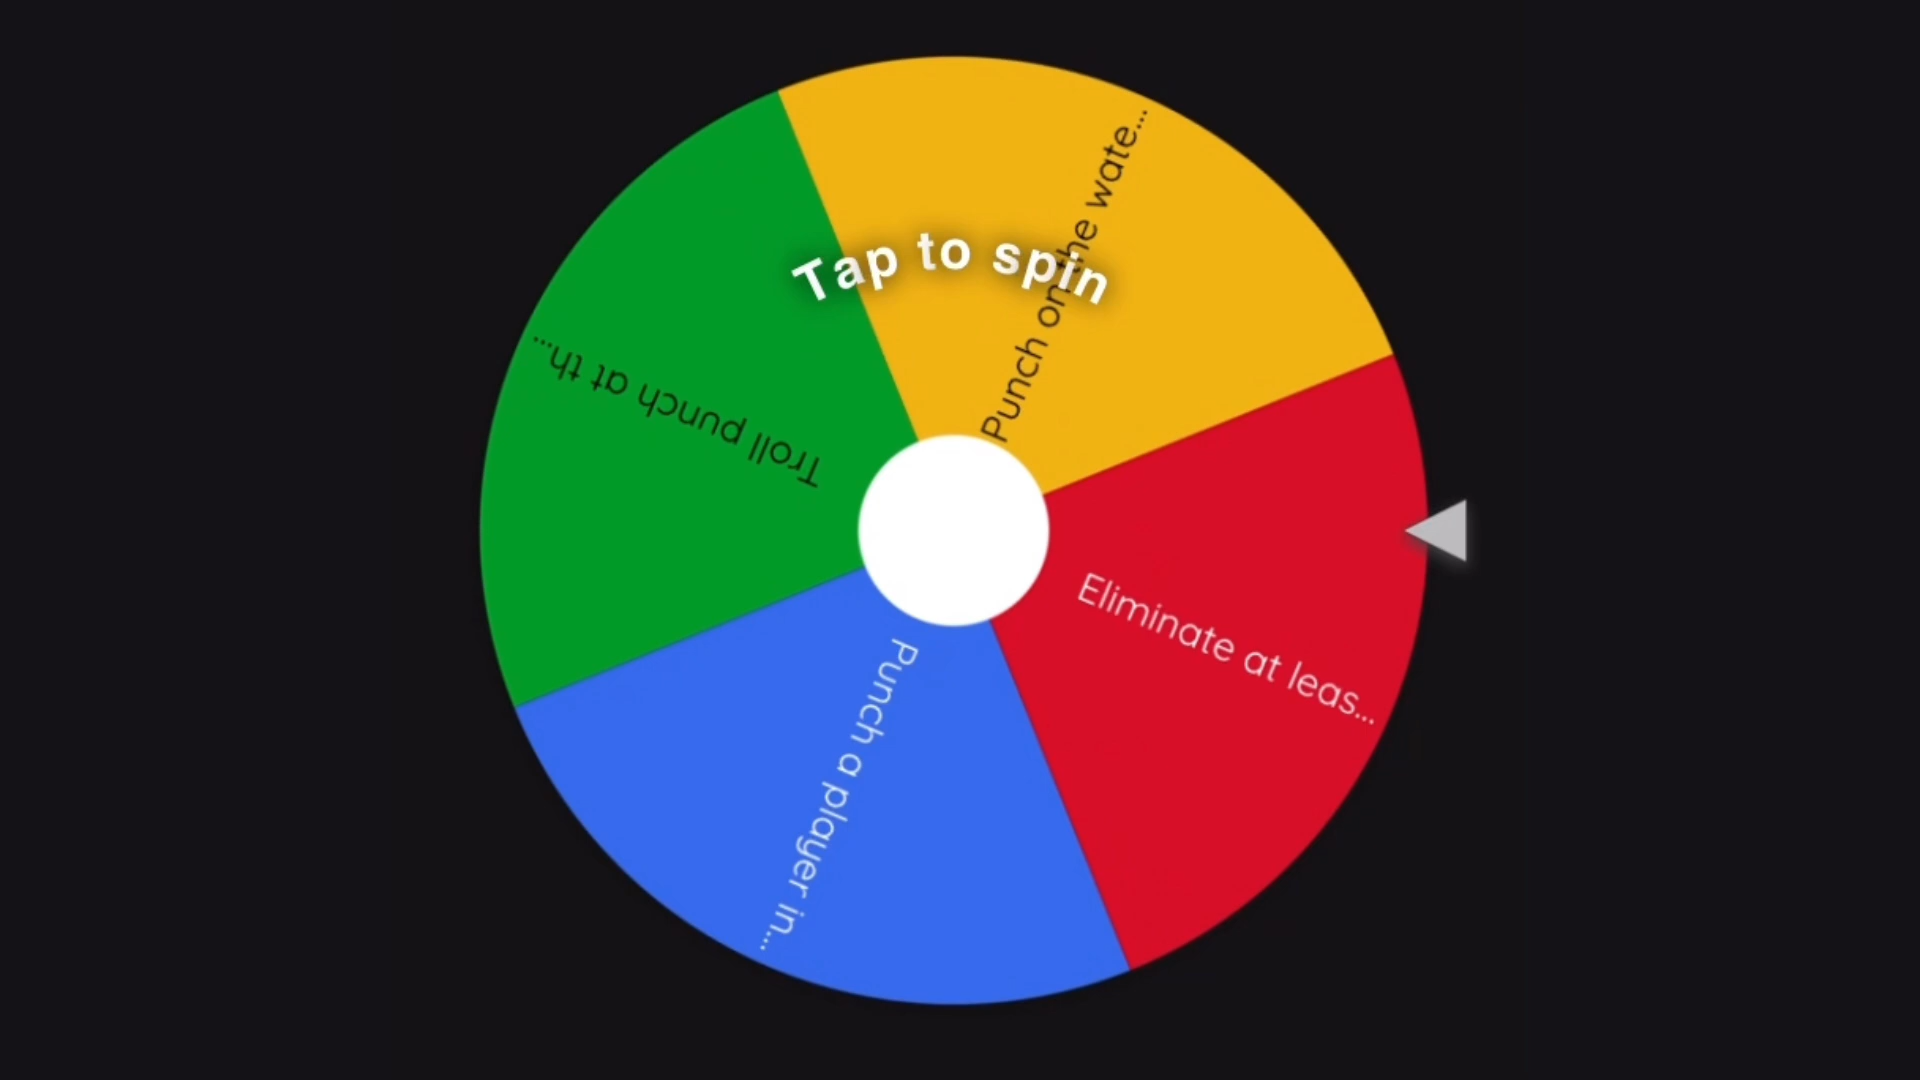 Tap to spin
Punch on the wate...
Troll punch at th...
Eliminate at leas...
Punch a player in...